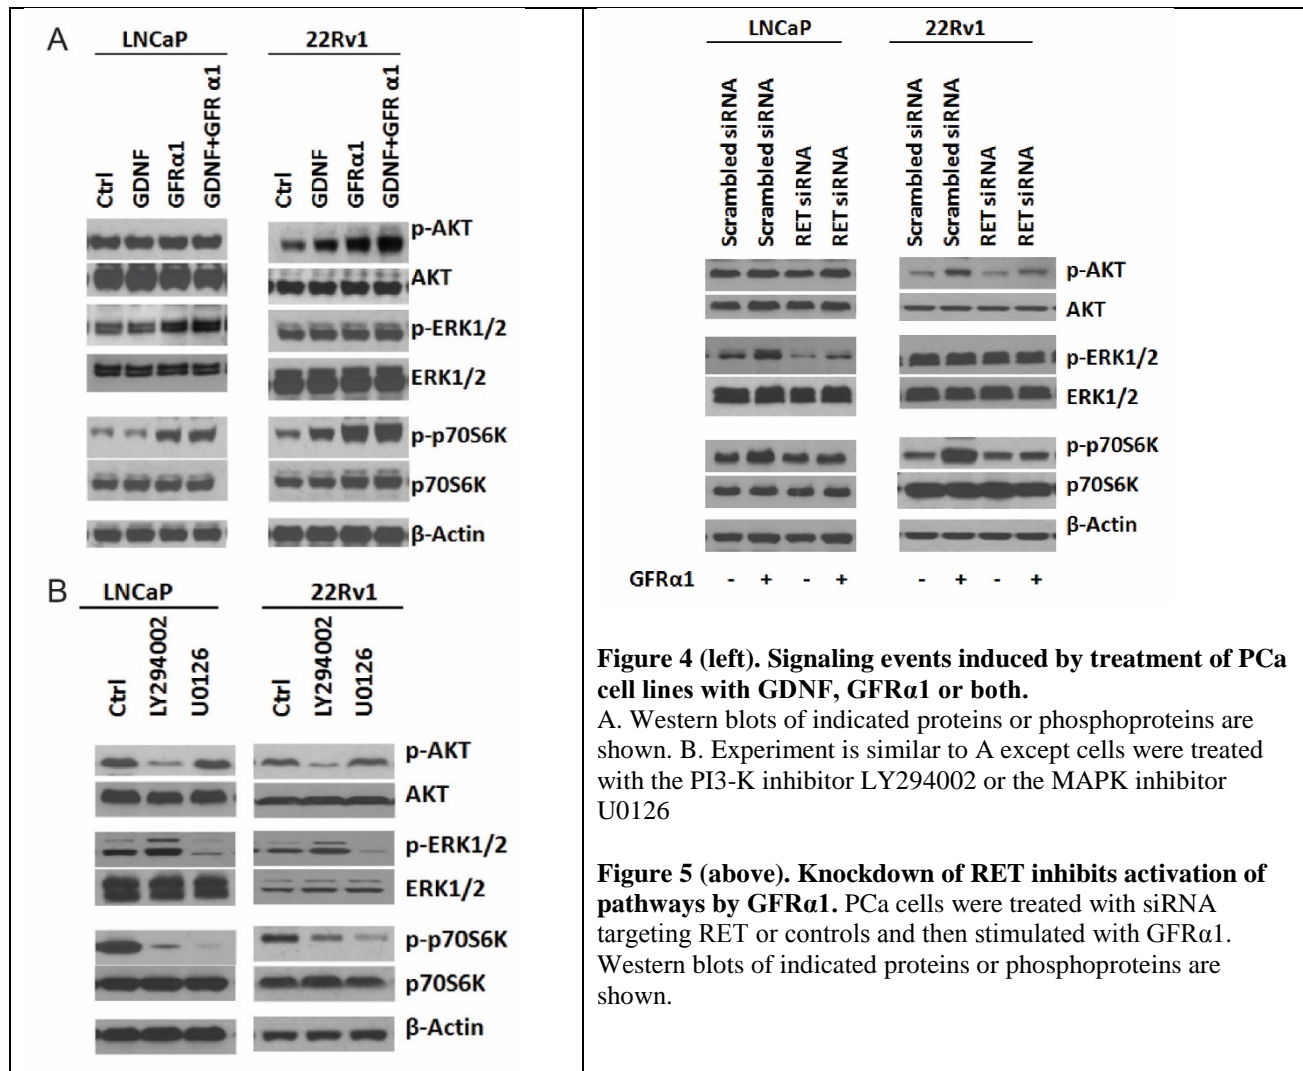 A
LNCaP
22Rv1
Ctrl
GDNF
GFRα1
GDNF+GFR α1
Ctrl
GDNF
GFRα1
GDNF+GFR α1
p-AKT
AKT
p-ERK1/2
ERK1/2
p-p70S6K
p70S6K
β-Actin
B
LNCaP
22Rv1
Ctrl
LY294002
U0126
Ctrl
LY294002
U0126
p-AKT
AKT
p-ERK1/2
ERK1/2
p-p70S6K
p70S6K
β-Actin
LNCaP
22Rv1
Scrambled siRNA
Scrambled siRNA
RET siRNA
RET siRNA
Scrambled siRNA
Scrambled siRNA
RET siRNA
RET siRNA
p-AKT
AKT
p-ERK1/2
ERK1/2
p-p70S6K
p70S6K
β-Actin
GFRα1 - + - + - + - +
Figure 4 (left). Signaling events induced by treatment of PCa
cell lines with GDNF, GFRα1 or both.
A. Western blots of indicated proteins or phosphoproteins are
shown. B. Experiment is similar to A except cells were treated
with the PI3-K inhibitor LY294002 or the MAPK inhibitor
U0126
Figure 5 (above). Knockdown of RET inhibits activation of
pathways by GFRα1. PCa cells were treated with siRNA
targeting RET or controls and then stimulated with GFRα1.
Western blots of indicated proteins or phosphoproteins are
shown.